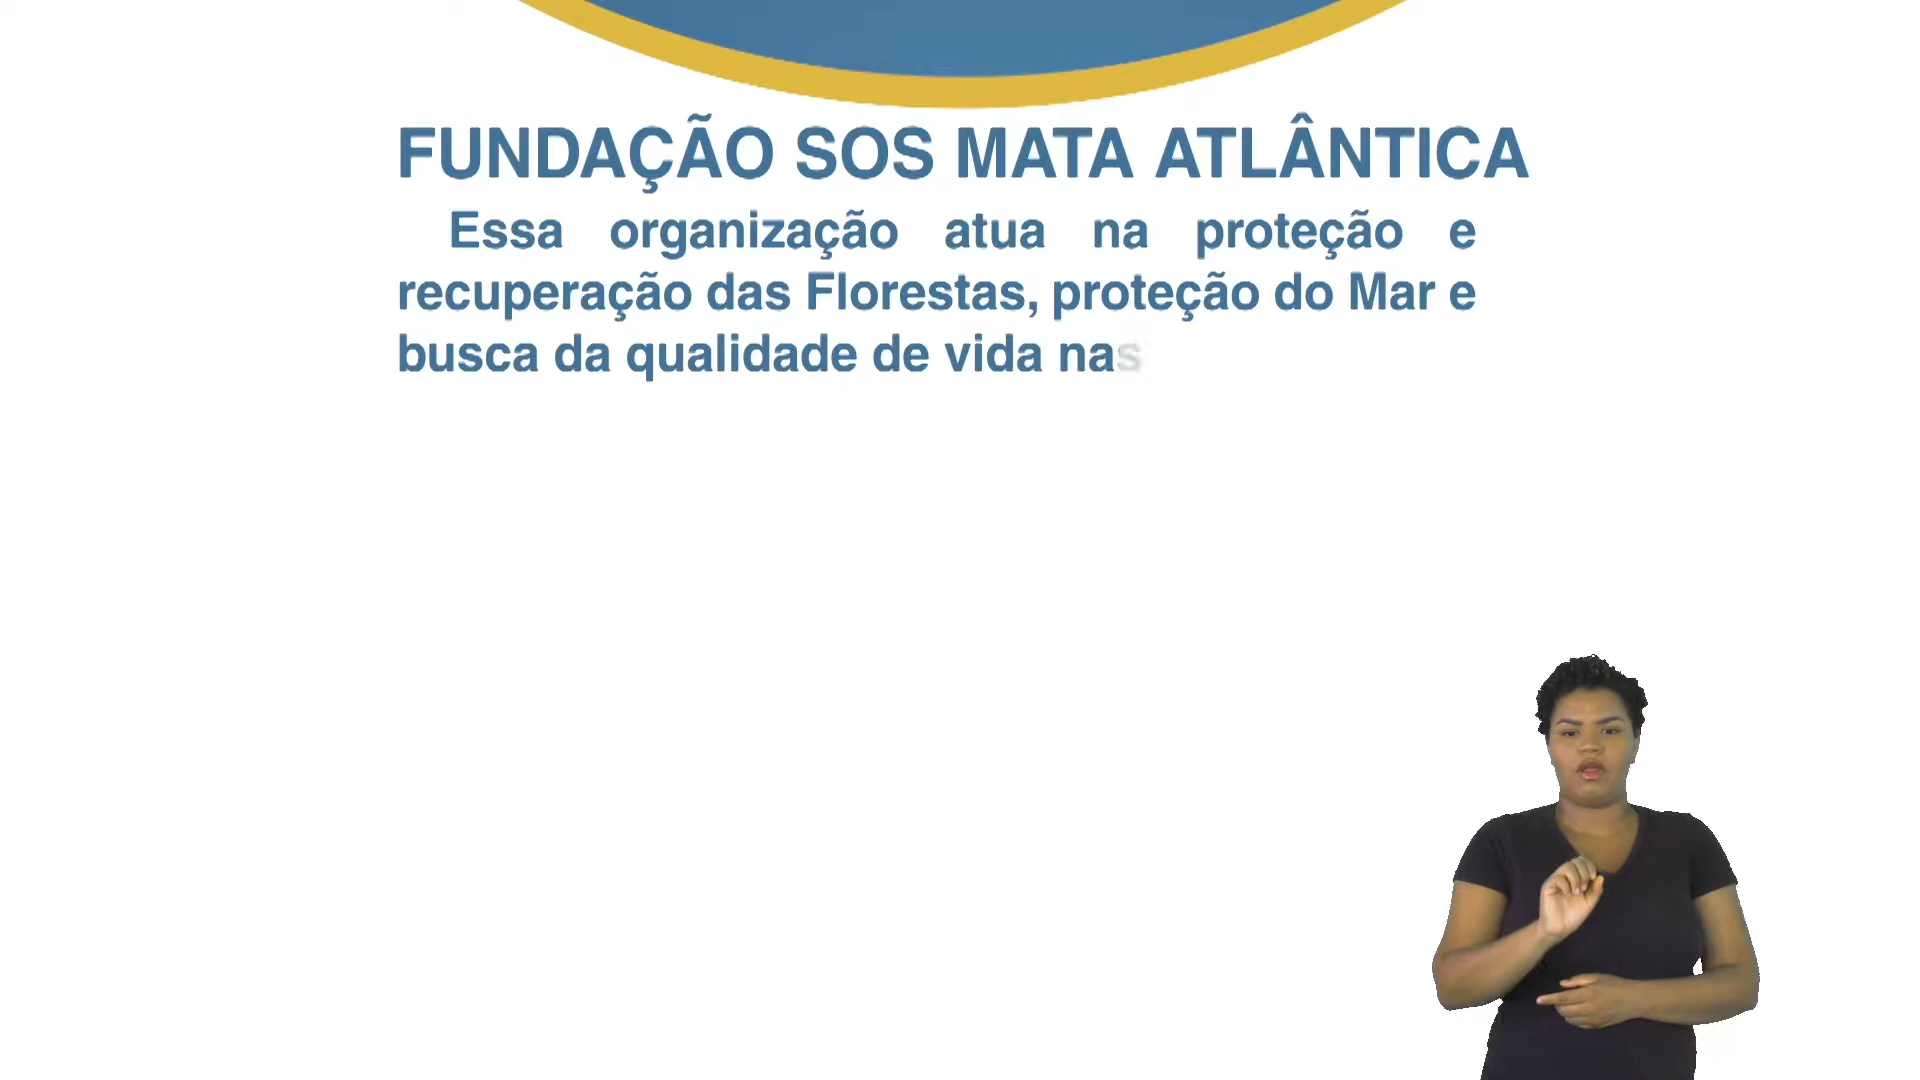 FUNDAÇÃO SOS MATA ATLÂNTICA
Essa organização atua na proteção e
recuperação das Florestas, proteção do Mar e
busca da qualidade de vida nas